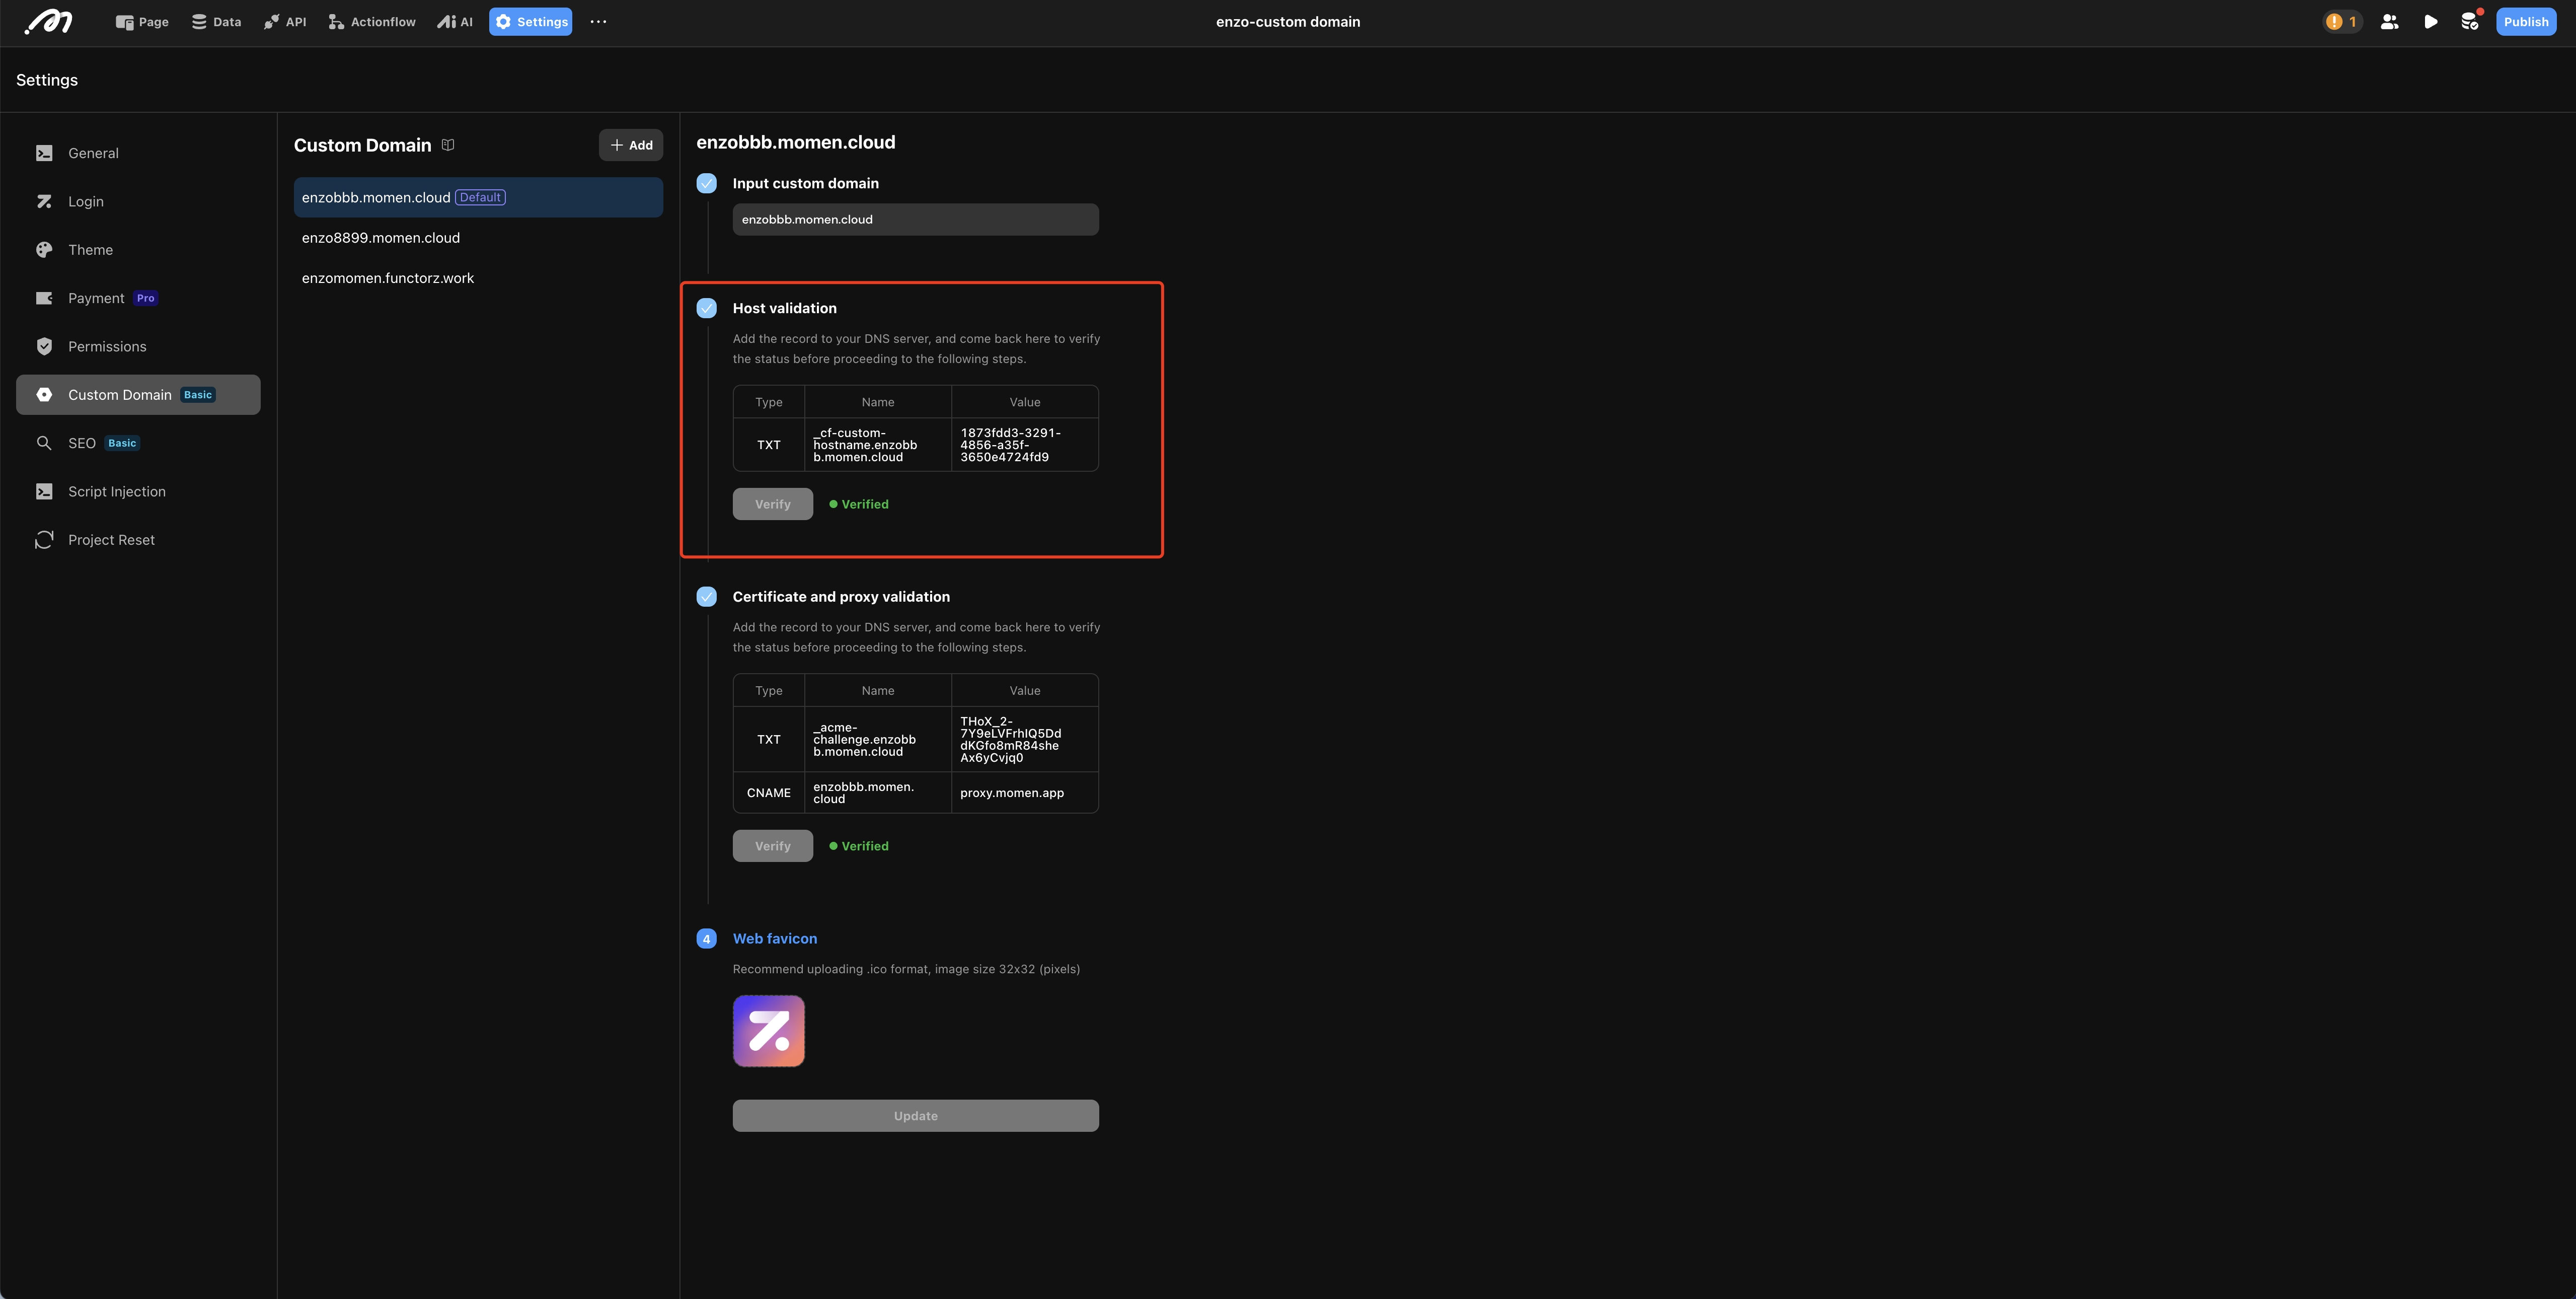 Page
Data
API
Actionflow
AI
Settings
enzo-custom domain
1
Publish
Settings
General
Login
Theme
Payment Pro
Permissions
Custom Domain Basic
SEO Basic
Script Injection
Project Reset
Custom Domain
+ Add
enzobbb.momen.cloud Default
enzo8899.momen.cloud
enzomomen.functorz.work
enzobbb.momen.cloud
Input custom domain
enzobbb.momen.cloud
Host validation
Add the record to your DNS server, and come back here to verify
the status before proceeding to the following steps.
Type Name Value
TXT
_cf-custom-
hostname.enzobb
b.momen.cloud
1873fdd3-3291-
4856-a35f-
3650e4724fd9
Verify
Verified
Certificate and proxy validation
Add the record to your DNS server, and come back here to verify
the status before proceeding to the following steps.
Type Name Value
TXT
_acme-
challenge.enzobb
b.momen.cloud
THoX_2-
7Y9eLVFrhIQ5Dd
dKGfo8mR84she
Ax6yCvjq0
CNAME
enzobbb.momen.
cloud
proxy.momen.app
Verify
Verified
4
Web favicon
Recommend uploading .ico format, image size 32x32 (pixels)
Update